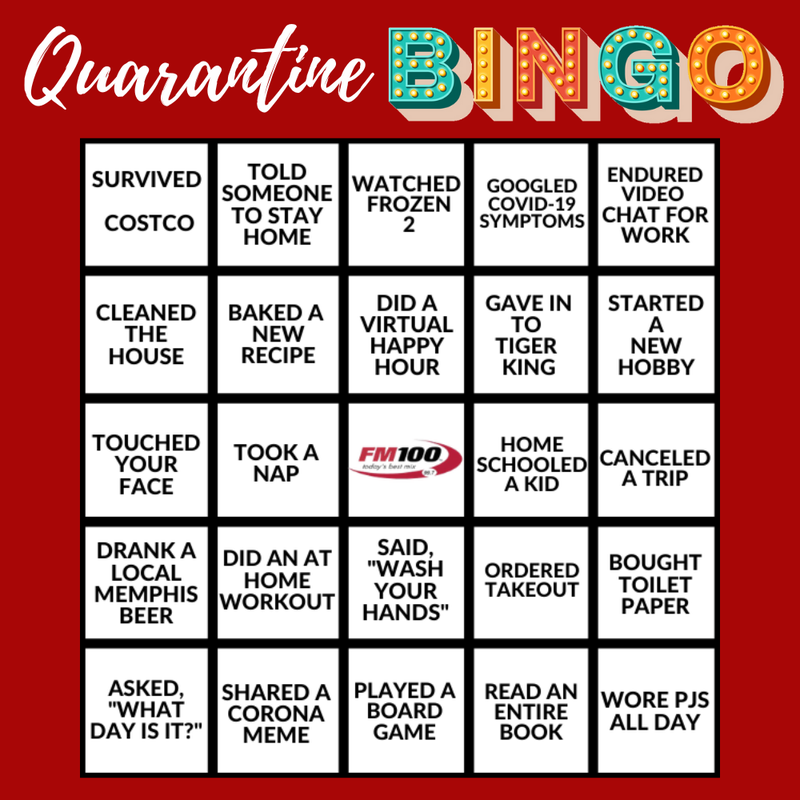 Quarantine BINGO
SURVIVED
COSTCO
TOLD
SOMEONE
TO STAY
HOME
WATCHED
FROZEN
2
GOOGLED
COVID-19
SYMPTOMS
ENDURED
VIDEO
CHAT FOR
WORK
CLEANED
THE
HOUSE
BAKED A
NEW
RECIPE
DID A
VIRTUAL
HAPPY
HOUR
GAVE IN
TO
TIGER
KING
STARTED
A
NEW
HOBBY
TOUCHED
YOUR
FACE
TOOK A
NAP
FM100
today's best mix
99.7
HOME
SCHOOLED
A KID
CANCELED
A TRIP
DRANK A
LOCAL
MEMPHIS
BEER
DID AN AT
HOME
WORKOUT
SAID,
"WASH
YOUR
HANDS"
ORDERED
TAKEOUT
BOUGHT
TOILET
PAPER
ASKED,
"WHAT
DAY IS IT?"
SHARED A
CORONA
MEME
PLAYED A
BOARD
GAME
READ AN
ENTIRE
BOOK
WORE PJS
ALL DAY